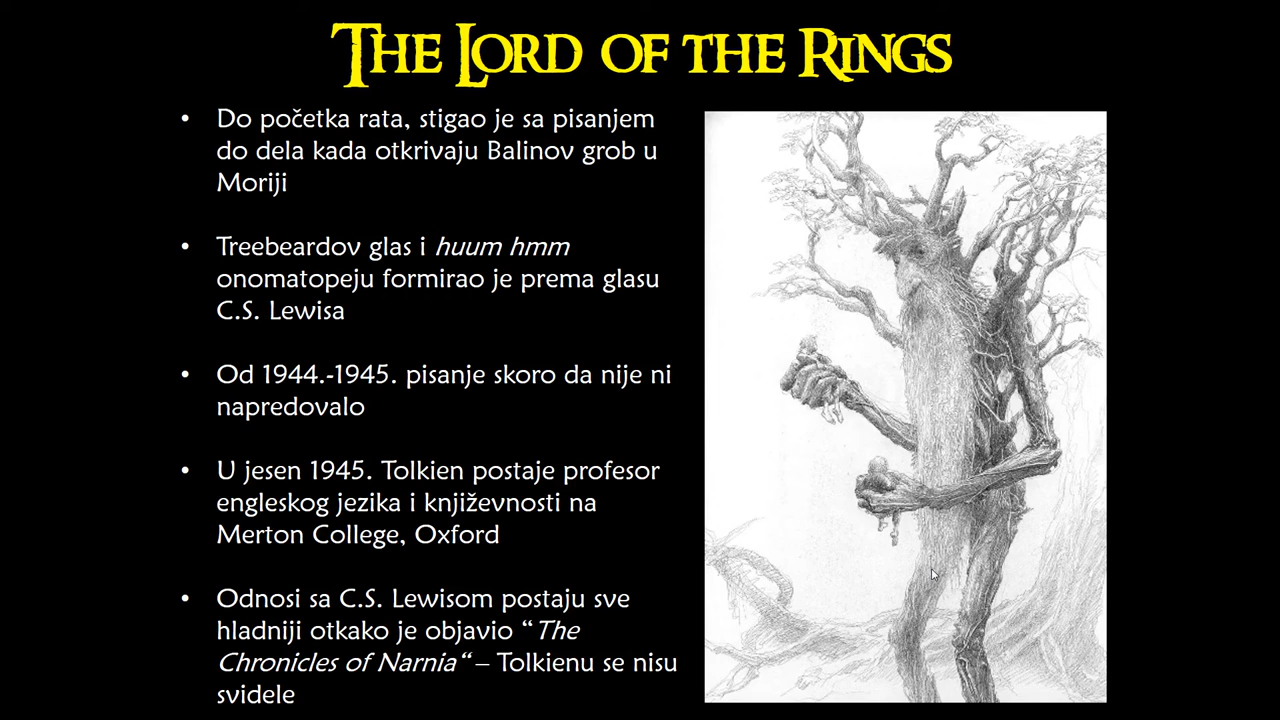 THE LORD OF THE RINGS
• Do početka rata, stigao je sa pisanjem
do dela kada otkrivaju Balinov grob u
Moriji
• Treebeardov glas i huum hmm
onomatopeju formirao je prema glasu
C.S. Lewisa
• Od 1944.-1945. pisanje skoro da nije ni
napredovalo
• U jesen 1945. Tolkien postaje profesor
engleskog jezika i književnosti na
Merton College, Oxford
• Odnosi sa C.S. Lewisom postaju sve
hladniji otkako je objavio “The
Chronicles of Narnia“ – Tolkienu se nisu
svidele